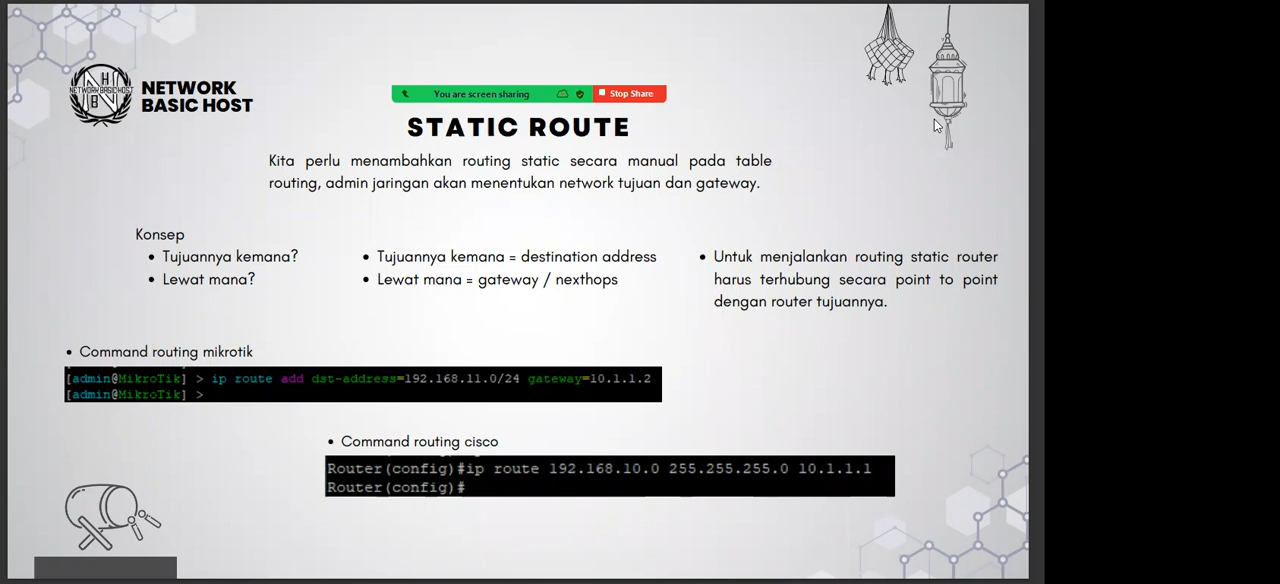 NETWORK
BASIC HOST
NETWORK BASIC HOST
You are screen sharing
Stop Share
STATIC ROUTE
Kita perlu menambahkan routing static secara manual pada table
routing, admin jaringan akan menentukan network tujuan dan gateway.
Konsep
• Tujuannya kemana?
• Lewat mana?
• Tujuannya kemana = destination address
• Lewat mana = gateway / nexthops
• Untuk menjalankan routing static router
harus terhubung secara point to point
dengan router tujuannya.
• Command routing mikrotik
[admin@MikroTik] > ip route add dst-address=192.168.11.0/24 gateway=10.1.1.2
[admin@MikroTik] >
• Command routing cisco
Router(config)#ip route 192.168.10.0 255.255.255.0 10.1.1.1
Router(config)#